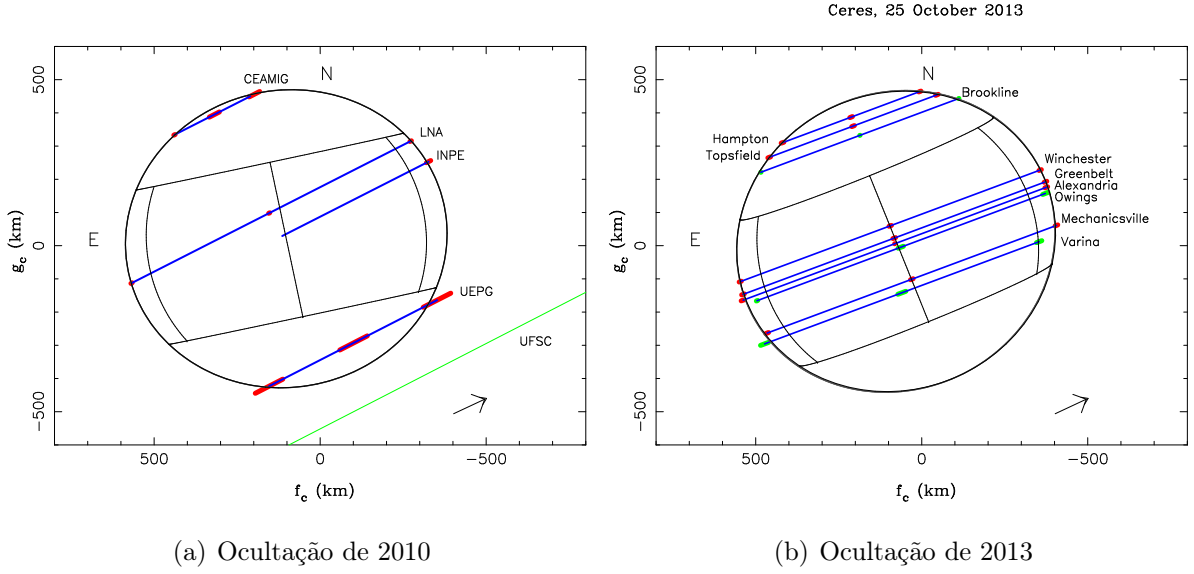 Ceres, 25 October 2013
500
0
−500
g_c (km)
500
0
−500
f_c (km)
N
E
CEAMIG
LNA
INPE
UEPG
UFSC
(a) Ocultação de 2010
500
0
−500
g_c (km)
500
0
−500
f_c (km)
N
E
Brookline
Hampton
Topsfield
Winchester
Greenbelt
Alexandria
Owings
Mechanicsville
Varina
(b) Ocultação de 2013